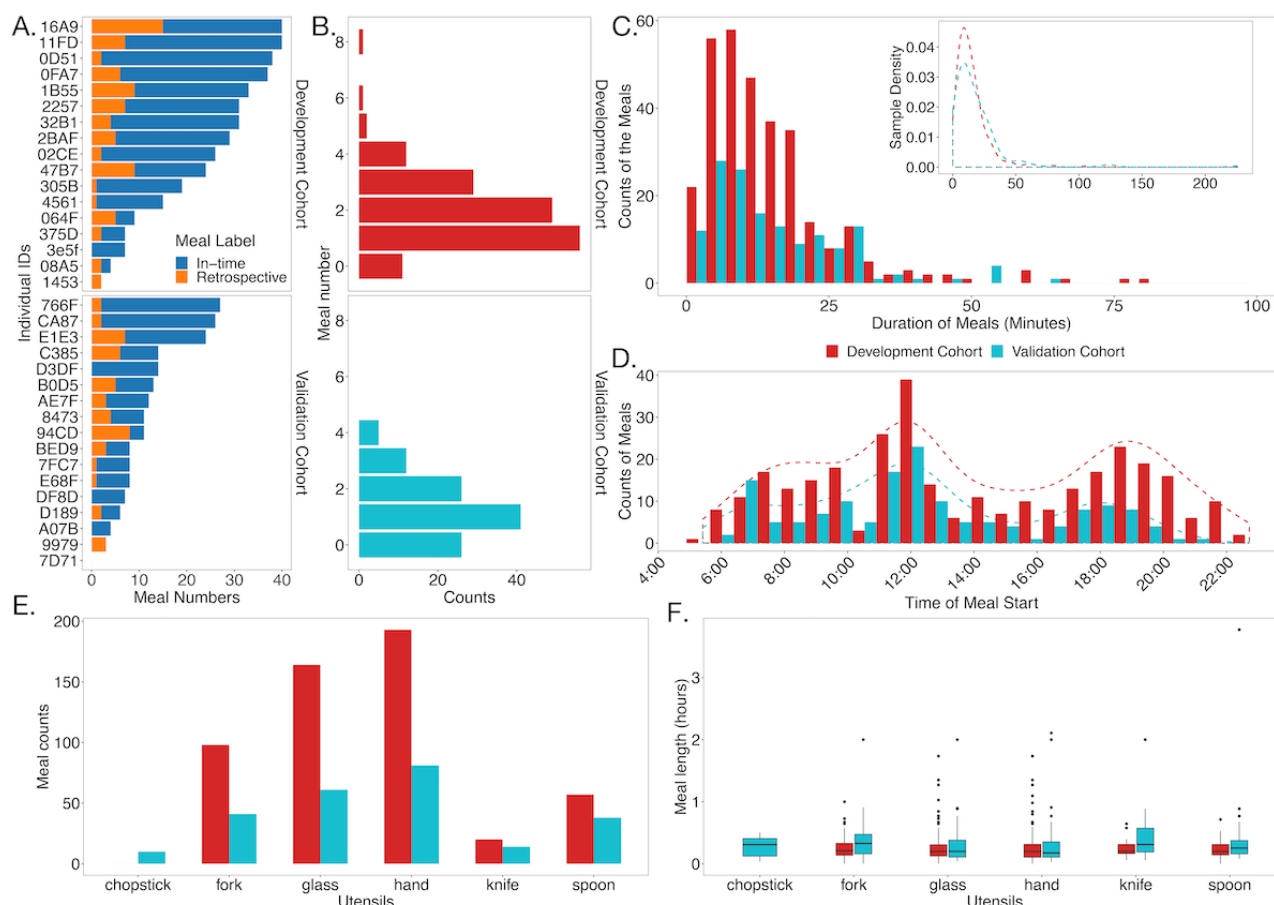 A.
16A9
11FD
0D51
0FA7
1B55
2257
32B1
2BAF
02CE
47B7
305B
4561
064F
375D
3e5f
08A5
1453
Meal Label
In-time
Retrospective
Individual IDs
766F
CA87
E1E3
C385
D3DF
B0D5
AE7F
8473
94CD
BED9
7FC7
E68F
DF8D
D189
A07B
9979
7D71
0 10 20 30 40
Meal Numbers
B.
8
6
4
2
0
Development Cohort
Meal number
8
6
4
2
0
Validation Cohort
0 20 40
Counts
Development Cohort
Validation Cohort
C.
60
40
20
0
Counts of the Meals
0 25 50 75 100
Duration of Meals (Minutes)
0.04
0.03
0.02
0.01
0.00
Sample Density
0 50 100 150 200
Development Cohort Validation Cohort
D.
40
30
20
10
0
Counts of Meals
4:00 6:00 8:00 10:00 12:00 14:00 16:00 18:00 20:00 22:00
Time of Meal Start
E.
200
150
100
50
0
Meal counts
chopstick fork glass hand knife spoon
Utensils
F.
3
2
1
0
Meal length (hours)
chopstick fork glass hand knife spoon
Utensils